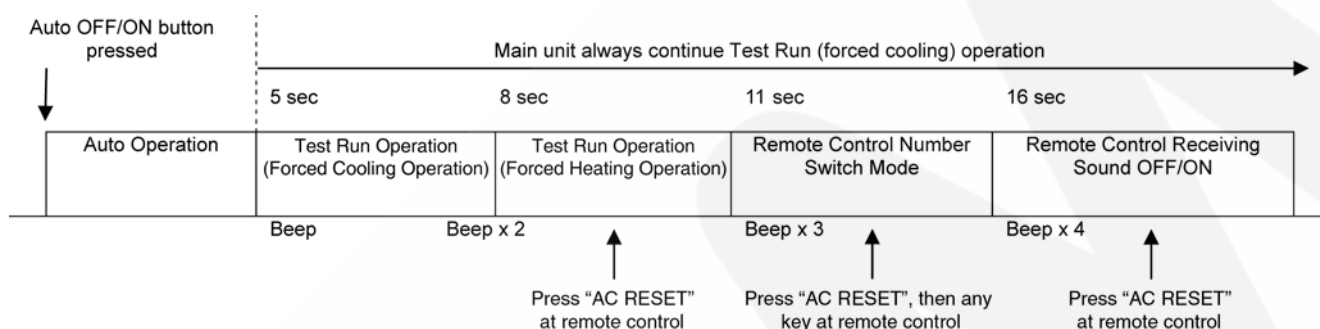 Auto OFF/ON button
pressed
Main unit always continue Test Run (forced cooling) operation
5 sec
8 sec
11 sec
16 sec
Auto Operation
Test Run Operation
(Forced Cooling Operation)
Test Run Operation
(Forced Heating Operation)
Remote Control Number
Switch Mode
Remote Control Receiving
Sound OFF/ON
Beep
Beep x 2
Beep x 3
Beep x 4
Press “AC RESET”
at remote control
Press “AC RESET”, then any
key at remote control
Press “AC RESET”
at remote control